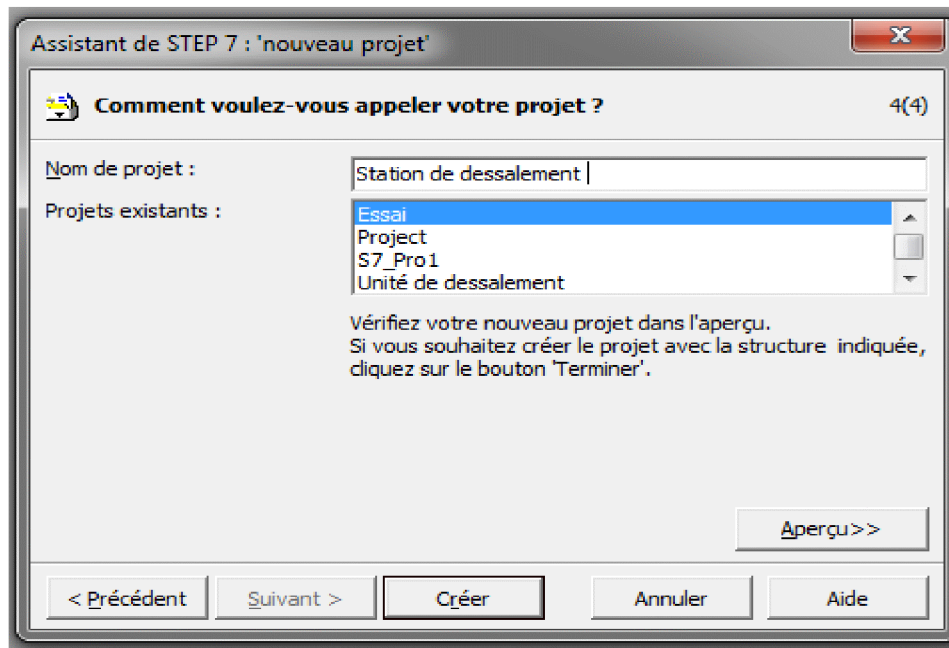 Assistant de STEP 7 : 'nouveau projet'
Comment voulez-vous appeler votre projet ? 4(4)
Nom de projet : Station de dessalement
Projets existants : Essai
Project
S7_Pro1
Unité de dessalement
Vérifiez votre nouveau projet dans l'aperçu.
Si vous souhaitez créer le projet avec la structure indiquée,
cliquez sur le bouton 'Terminer'.
Aperçu>>
< Précédent Suivant > Créer Annuler Aide